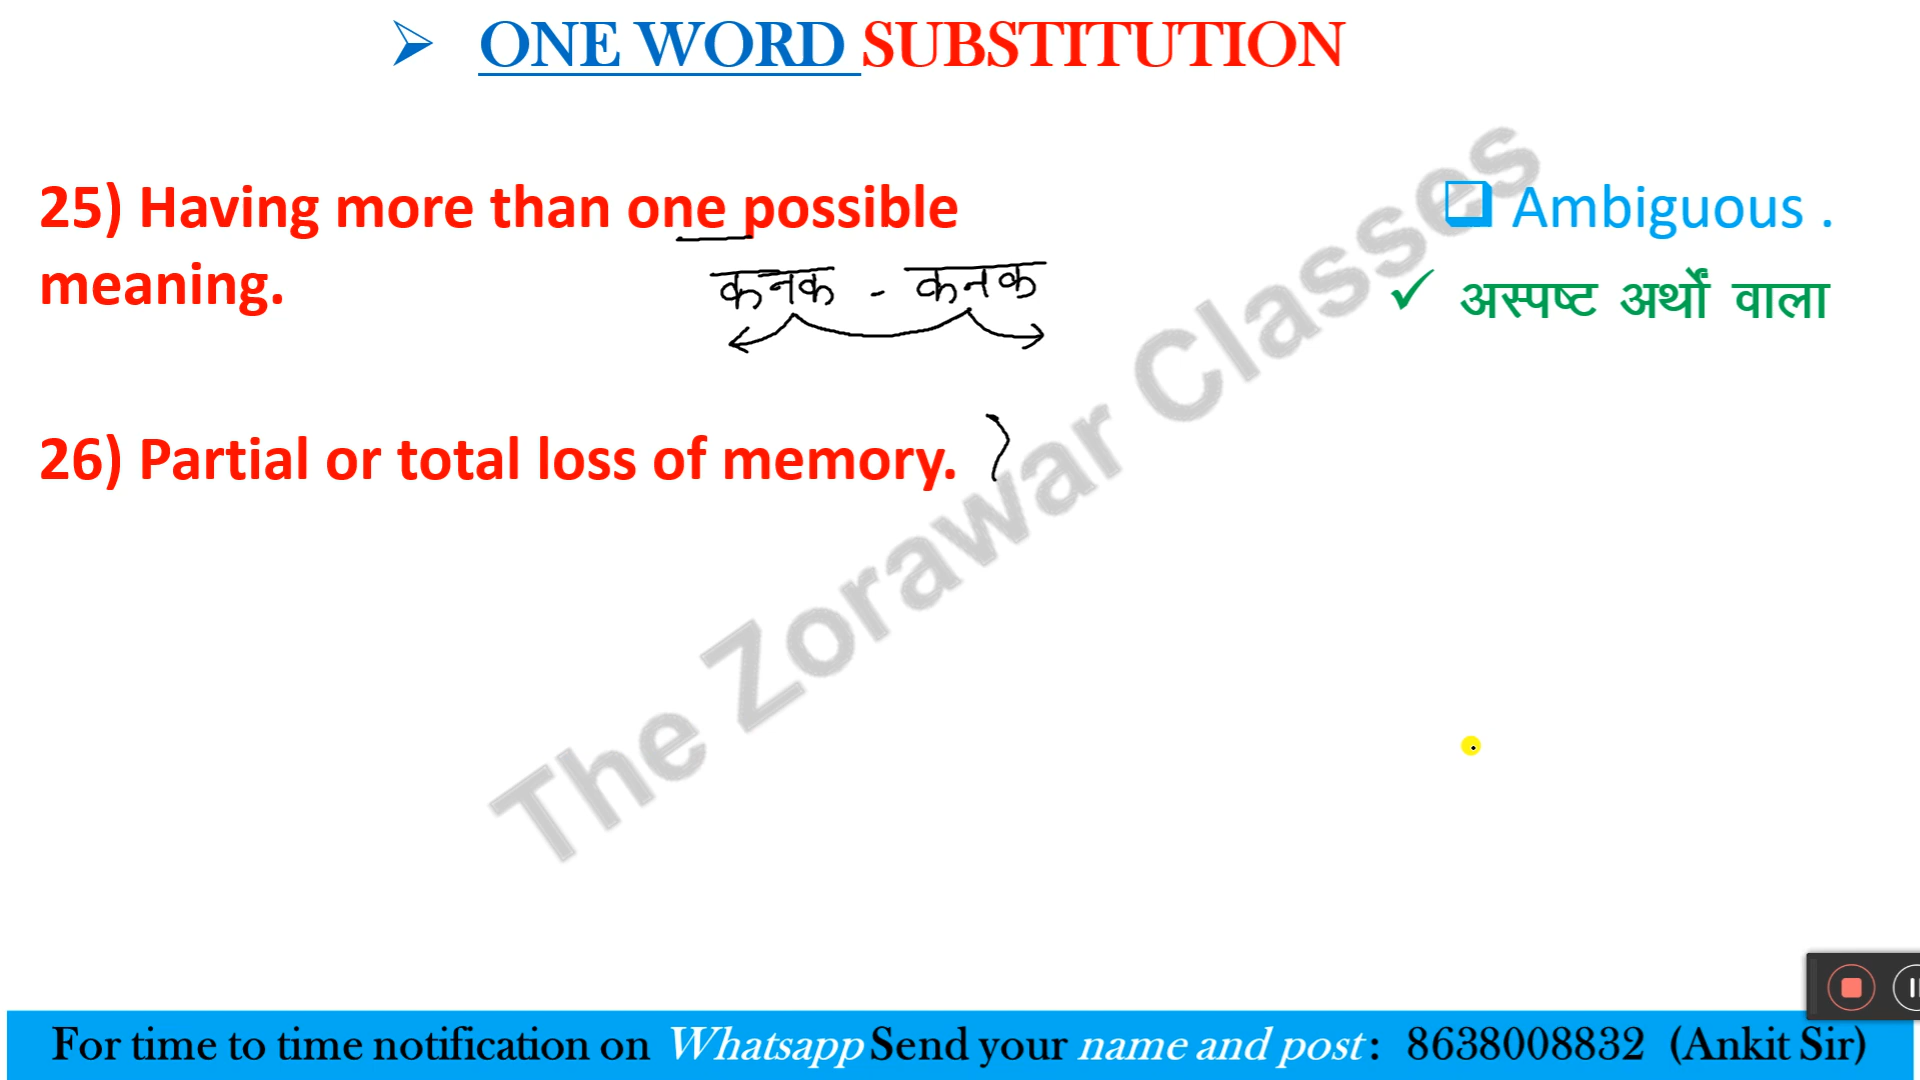 ONE WORD SUBSTITUTION
25) Having more than one possible
meaning.
Ambiguous .
अस्पष्ट अर्थों वाला
कनक - कनक
26) Partial or total loss of memory.
The Zorawar Classes
For time to time notification on Whatsapp Send your name and post : 8638008832 (Ankit Sir)